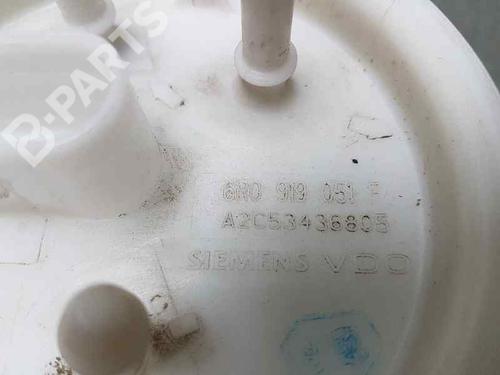 B-parts
6R0 919 051 F
A2C53436805
SIEMENS VDO